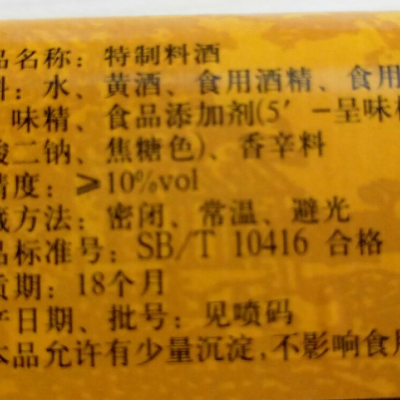 品名称：特制料酒
料：水、黄酒、食用酒精、食用
味精、食品添加剂(5′-呈味核
酸二钠、焦糖色)、香辛料
精度：≥10%vol
藏方法：密闭、常温、避光
品标准号：SB/T 10416 合格
质期：18个月
产日期、批号：见喷码
本品允许有少量沉淀，不影响食用